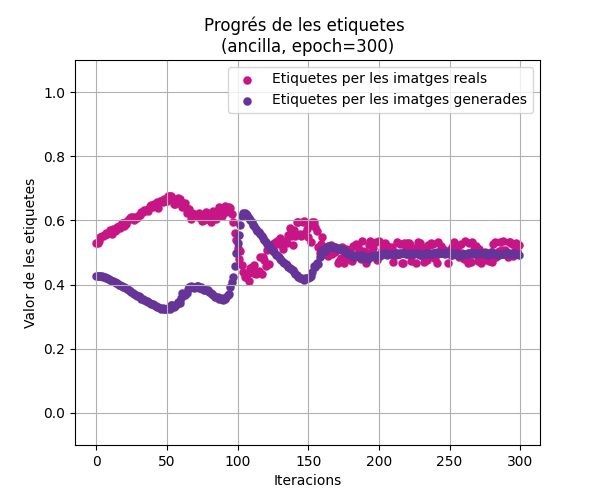 Progrés de les etiquetes
(ancilla, epoch=300)
Etiquetes per les imatges reals
Etiquetes per les imatges generades
Valor de les etiquetes
1.0
0.8
0.6
0.4
0.2
0.0
0 50 100 150 200 250 300
Iteracions